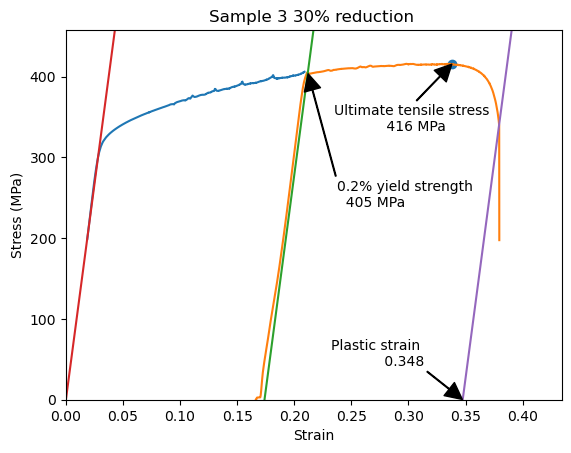 Sample 3 30% reduction
Stress (MPa)
400
300
200
100
0
Ultimate tensile stress
416 MPa
0.2% yield strength
405 MPa
Plastic strain
0.348
0.00 0.05 0.10 0.15 0.20 0.25 0.30 0.35 0.40
Strain